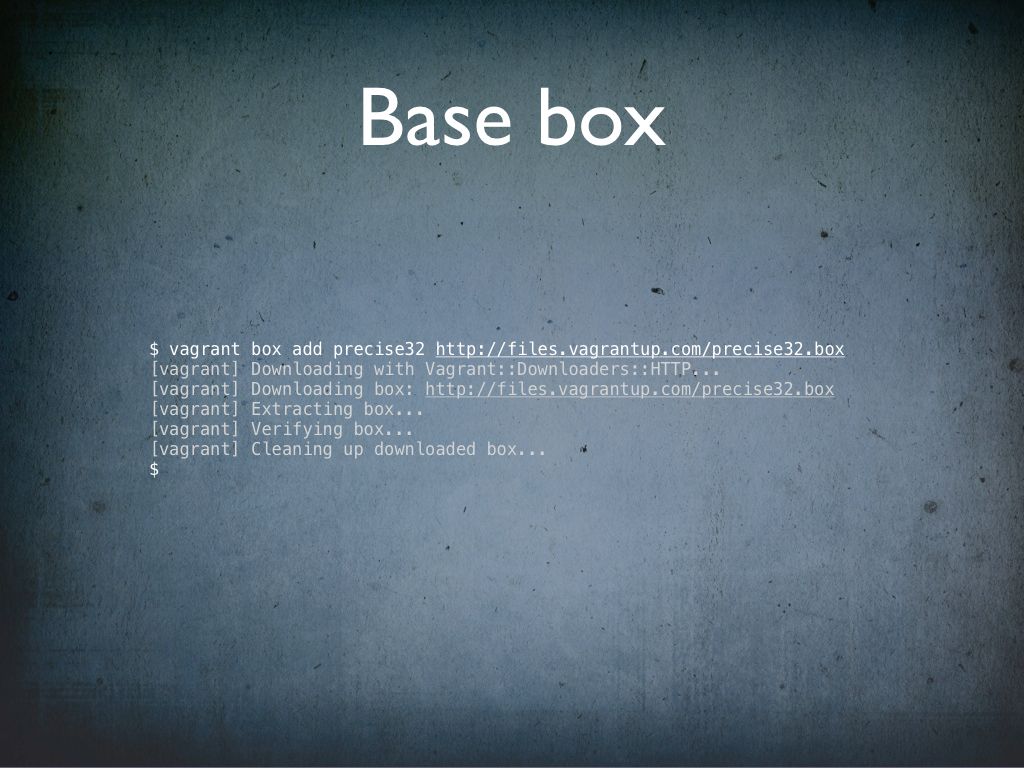 Base box
$ vagrant box add precise32 http://files.vagrantup.com/precise32.box
[vagrant] Downloading with Vagrant::Downloaders::HTTP...
[vagrant] Downloading box: http://files.vagrantup.com/precise32.box
[vagrant] Extracting box...
[vagrant] Verifying box...
[vagrant] Cleaning up downloaded box...
$